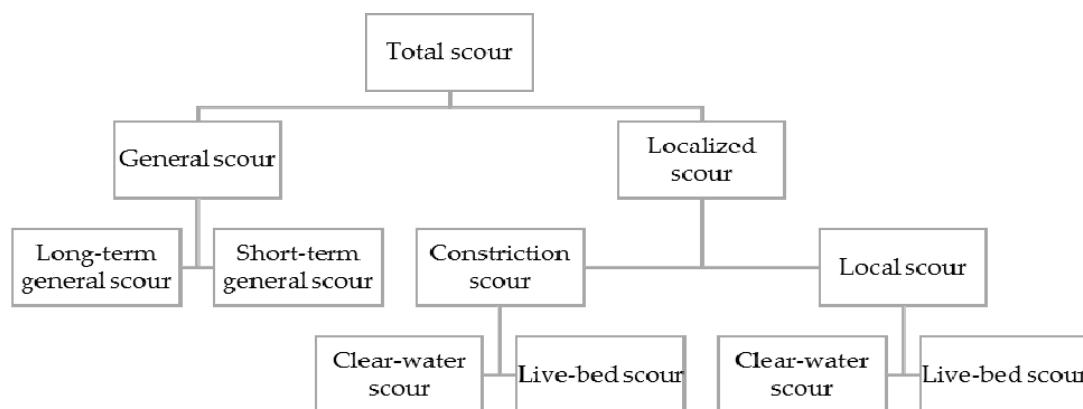 Total scour
General scour
Localized
scour
Long-term
general scour
Short-term
general scour
Constriction
scour
Local scour
Clear-water
scour
Live-bed scour
Clear-water
scour
Live-bed scour